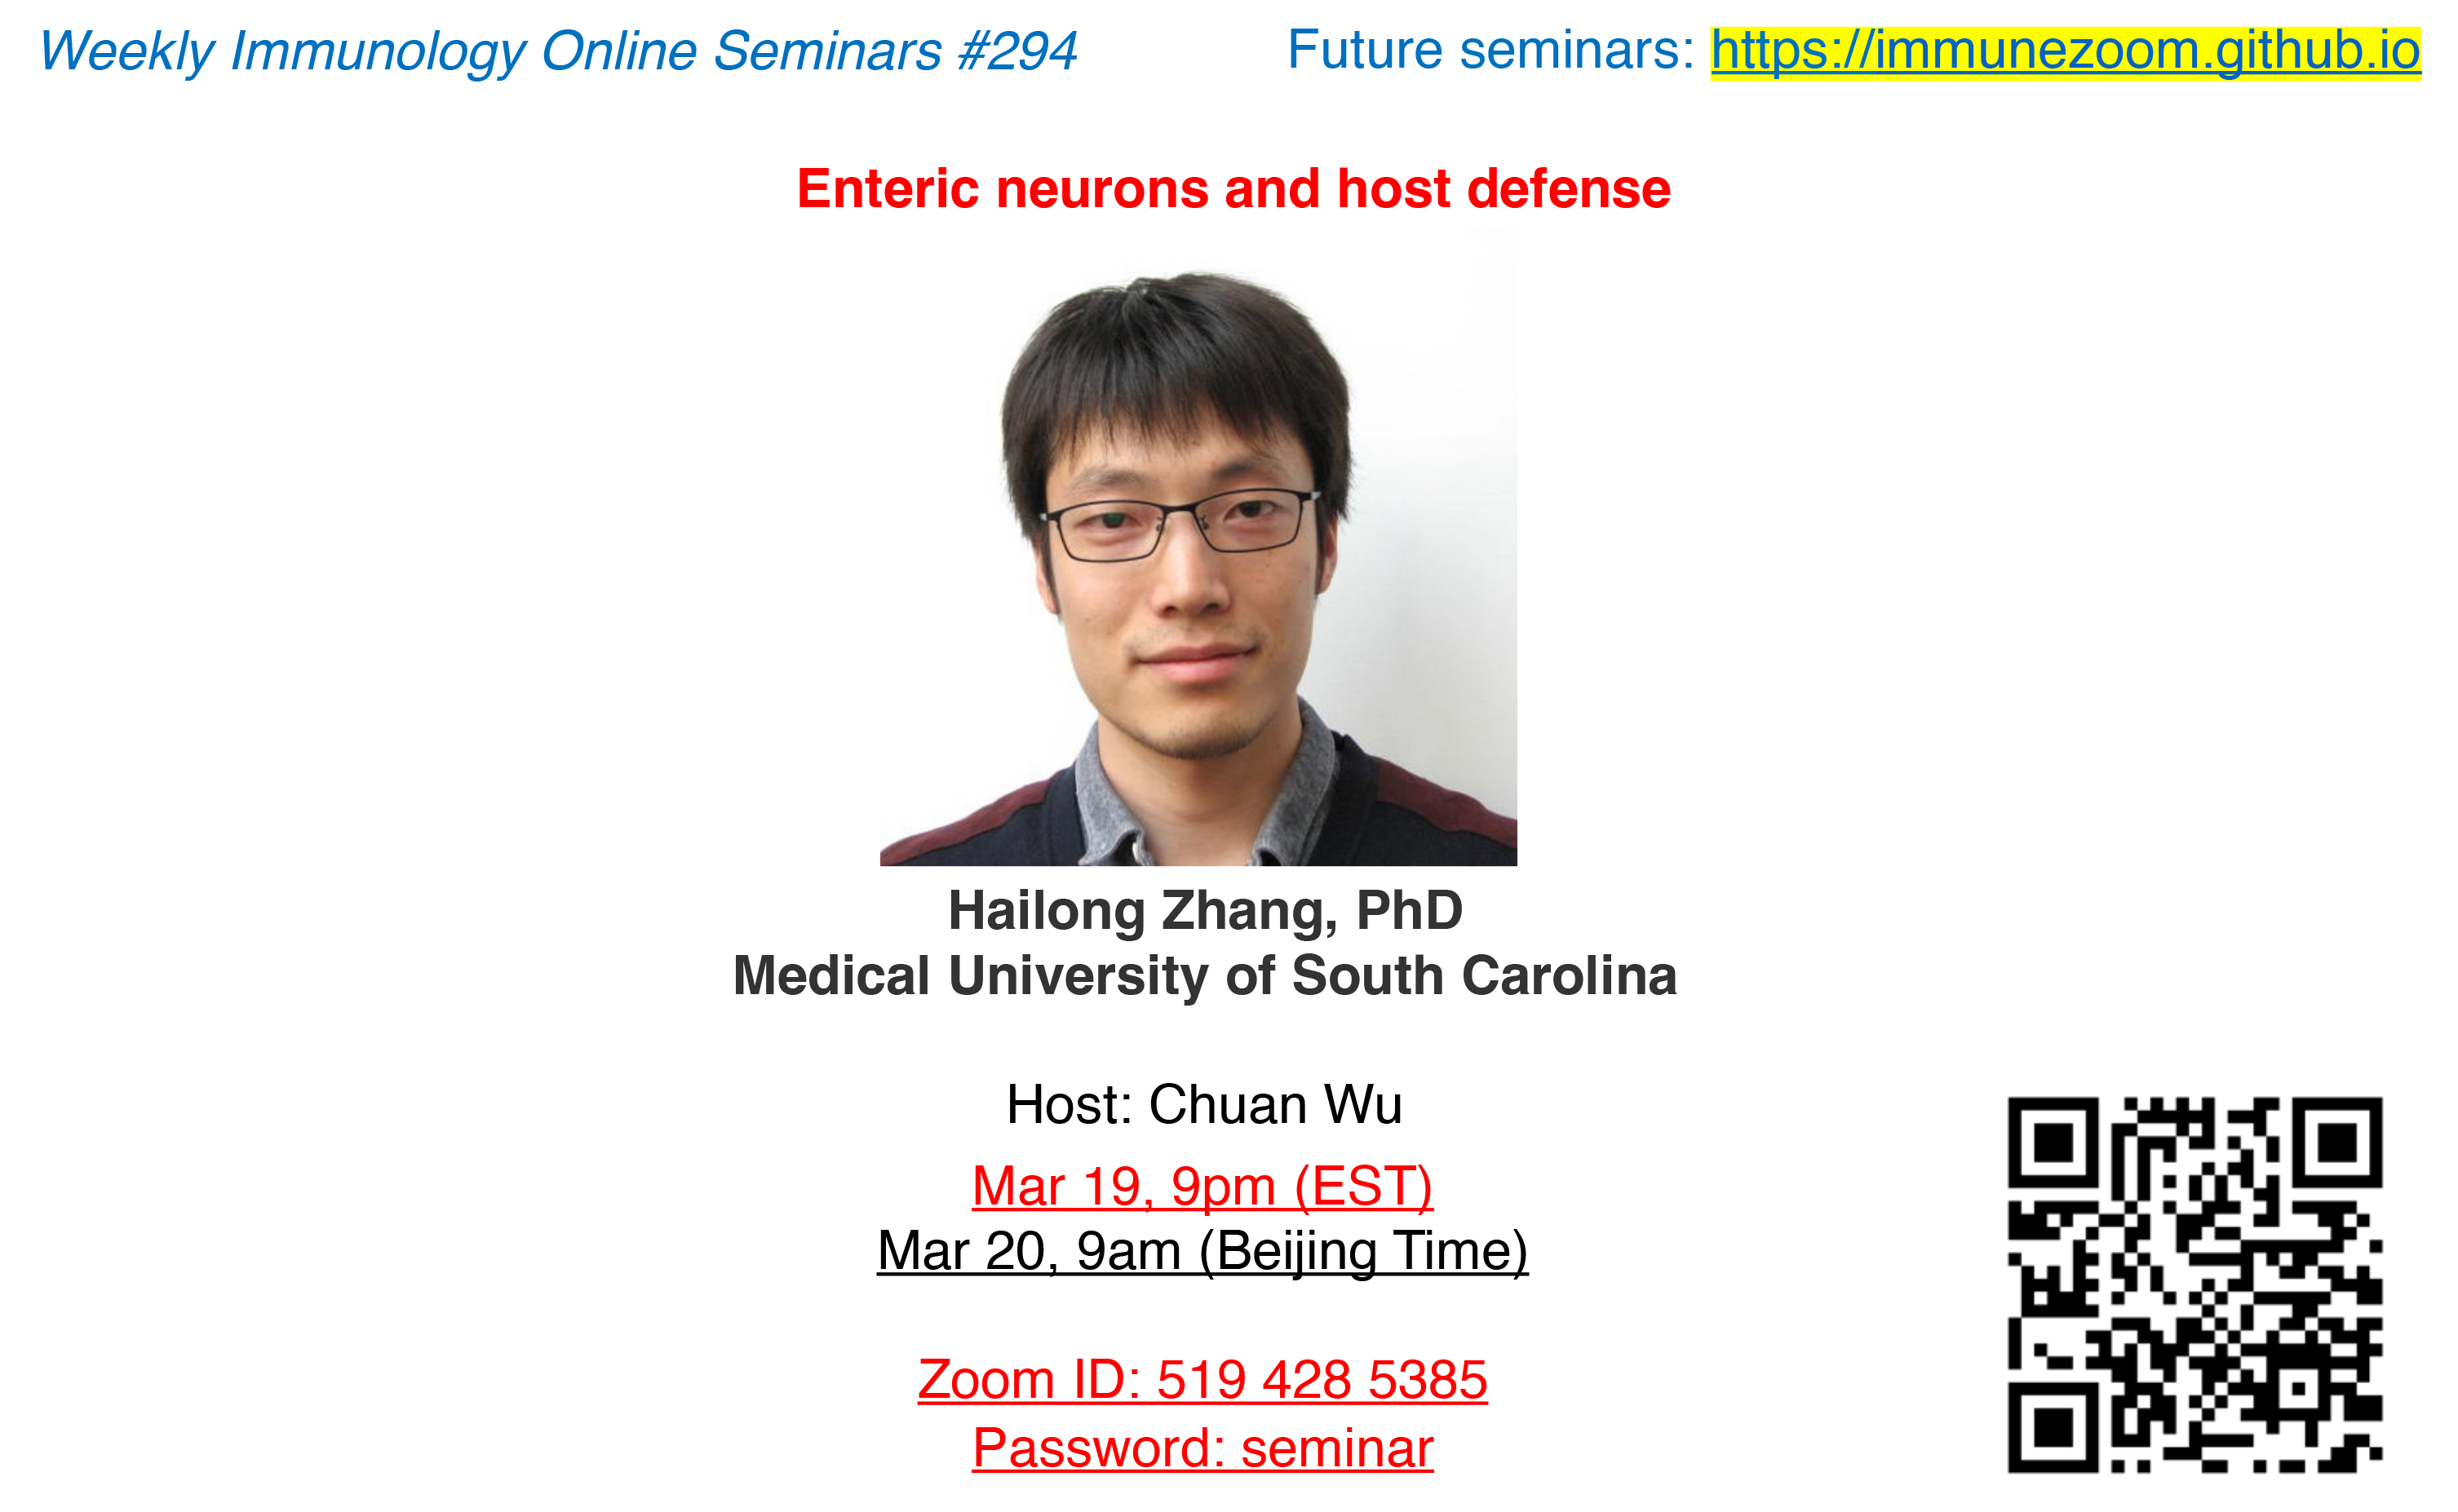 Weekly Immunology Online Seminars #294
Future seminars: https://immunezoom.github.io
Enteric neurons and host defense
Hailong Zhang, PhD
Medical University of South Carolina
Host: Chuan Wu
Mar 19, 9pm (EST)
Mar 20, 9am (Beijing Time)
Zoom ID: 519 428 5385
Password: seminar